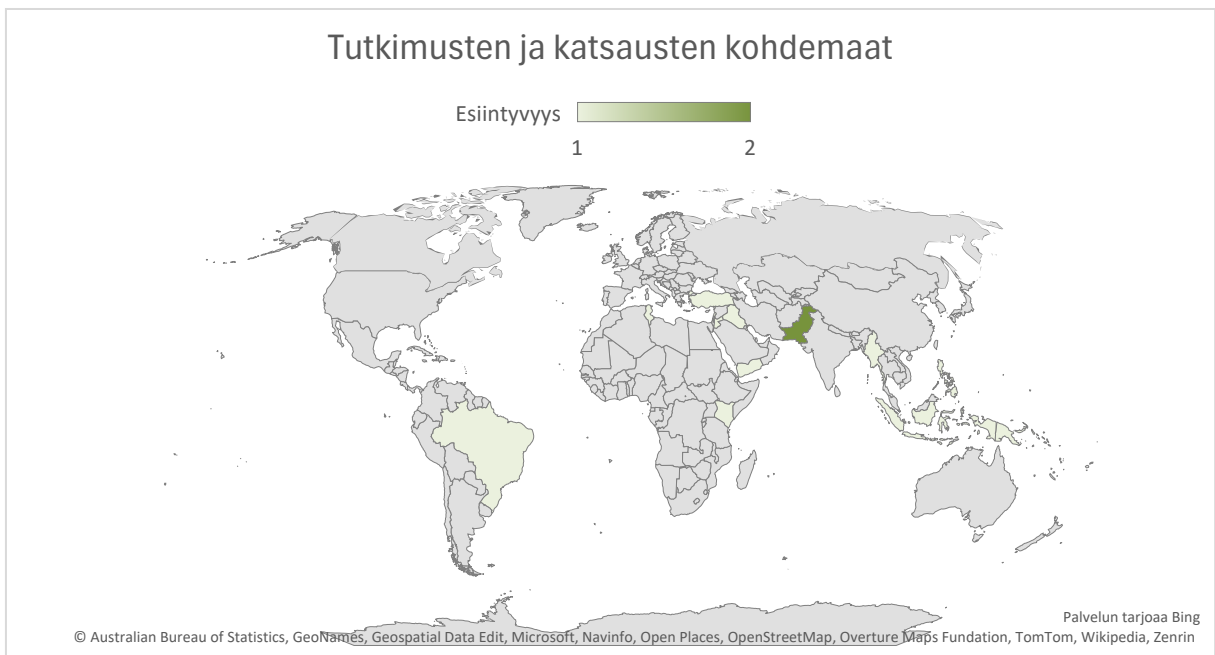 Tutkimusten ja katsausten kohdemaat
Esiintyvyys
1 2
Palvelun tarjoaa Bing
© Australian Bureau of Statistics, GeoNames, Geospatial Data Edit, Microsoft, Navinfo, Open Places, OpenStreetMap, Overture Maps Fundation, TomTom, Wikipedia, Zenrin